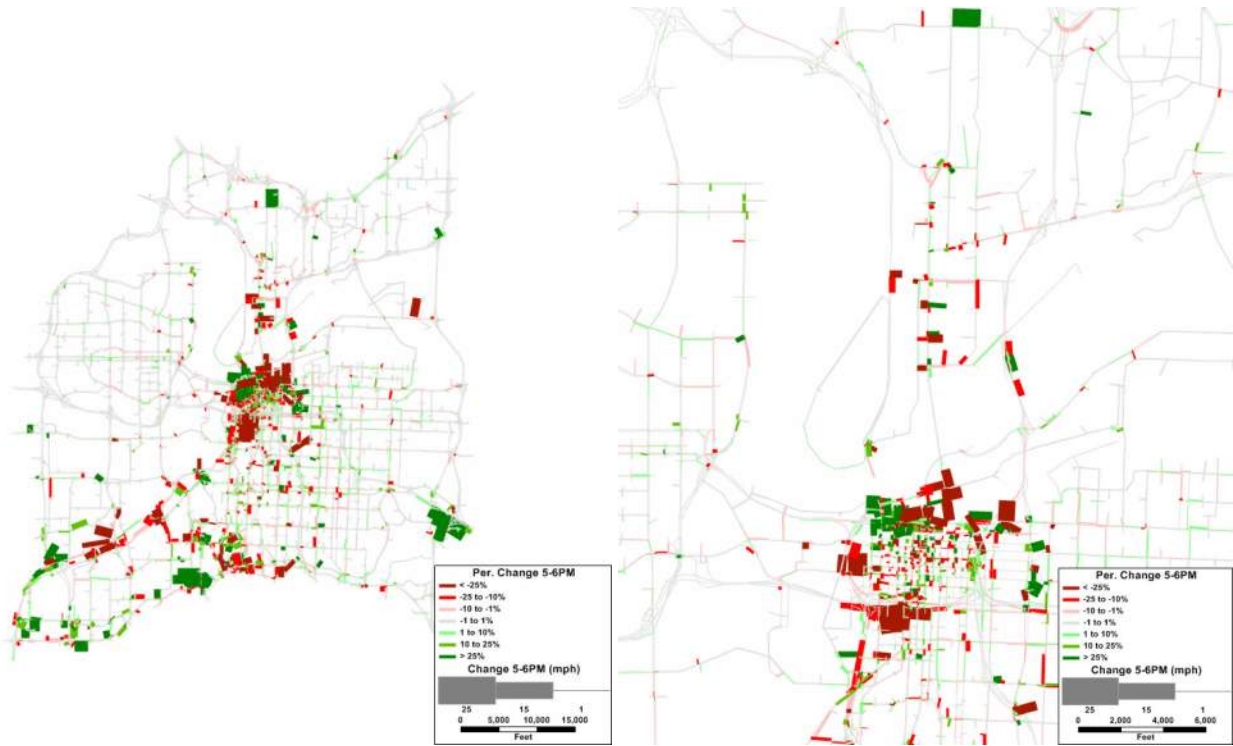 Per. Change 5-6PM
< -25%
-25 to -10%
-10 to -1%
-1 to 1%
1 to 10%
10 to 25%
> 25%
Change 5-6PM (mph)
25 15 1
0 5,000 10,000 15,000
Feet
Per. Change 5-6PM
< -25%
-25 to -10%
-10 to -1%
-1 to 1%
1 to 10%
10 to 25%
> 25%
Change 5-6PM (mph)
25 15 1
0 2,000 4,000 6,000
Feet